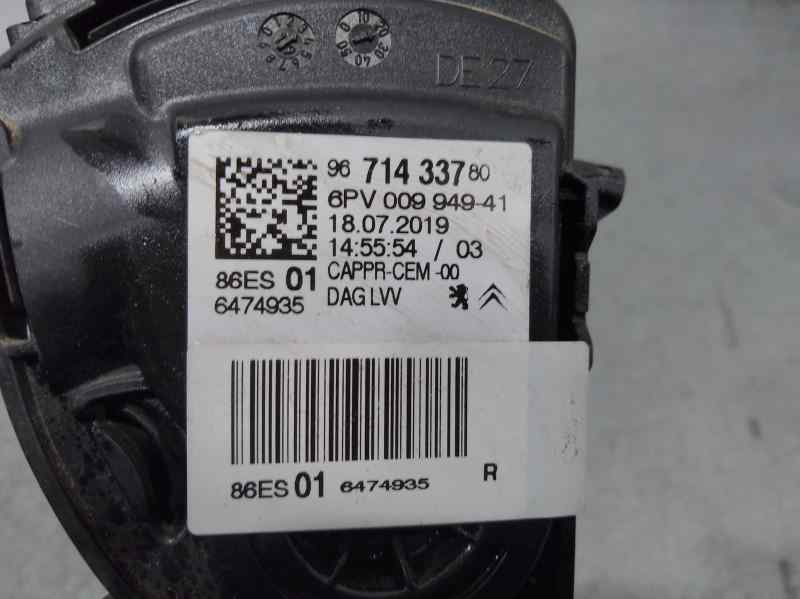 DE 27
96 714 337 80
6PV 009 949-41
18.07.2019
14:55:54 / 03
CAPPR-CEM -00
DAG LVV
86ES 01
6474935
86ES 01 6474935 R